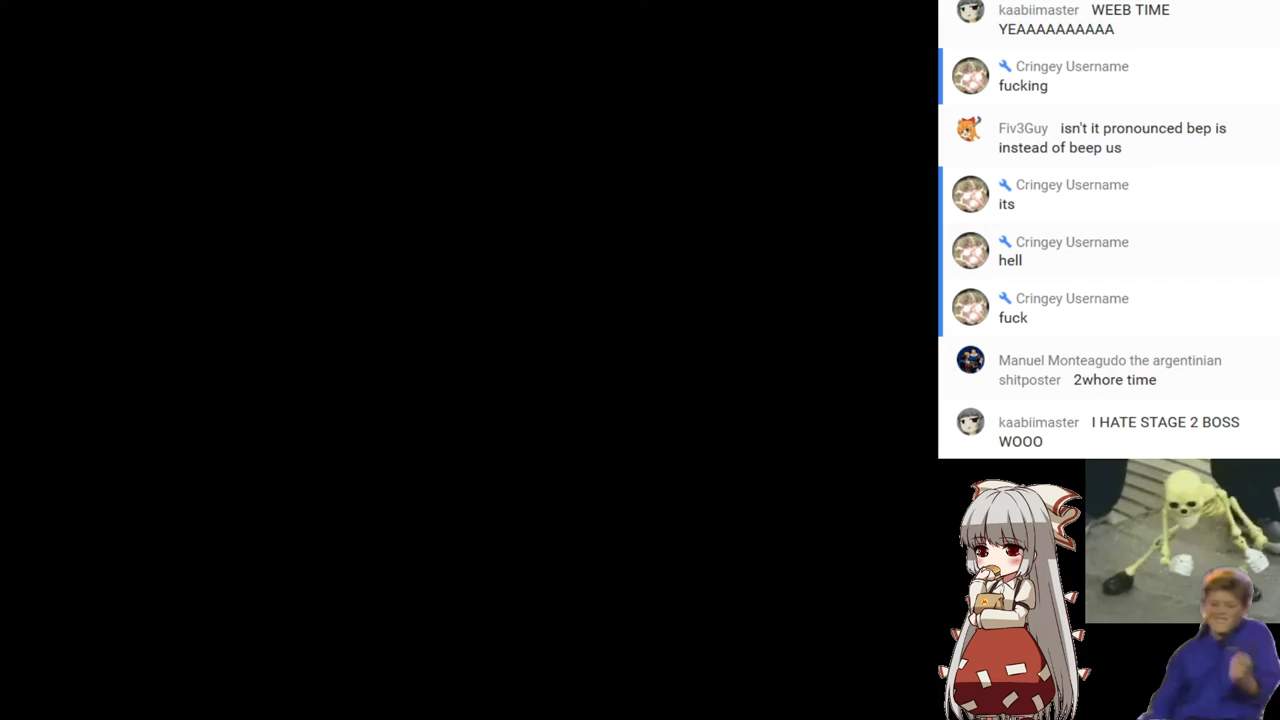 kaabiimaster WEEB TIME
YEAAAAAAAAAA
Cringey Username
fucking
Fiv3Guy isn't it pronounced bep is
instead of beep us
Cringey Username
its
Cringey Username
hell
Cringey Username
fuck
Manuel Monteagudo the argentinian
shitposter 2whore time
kaabiimaster I HATE STAGE 2 BOSS
WOOO